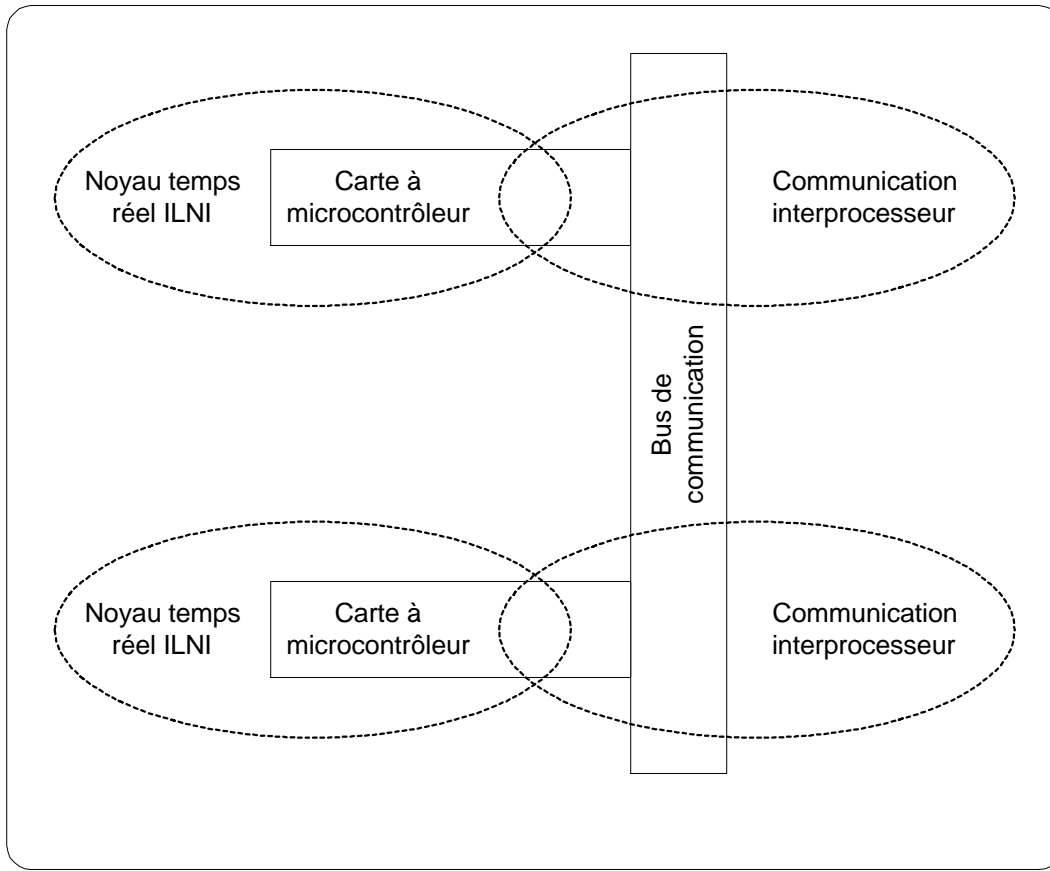 Noyau temps
réel ILNI
Carte à
microcontrôleur
Communication
interprocesseur
Bus de
communication
Noyau temps
réel ILNI
Carte à
microcontrôleur
Communication
interprocesseur